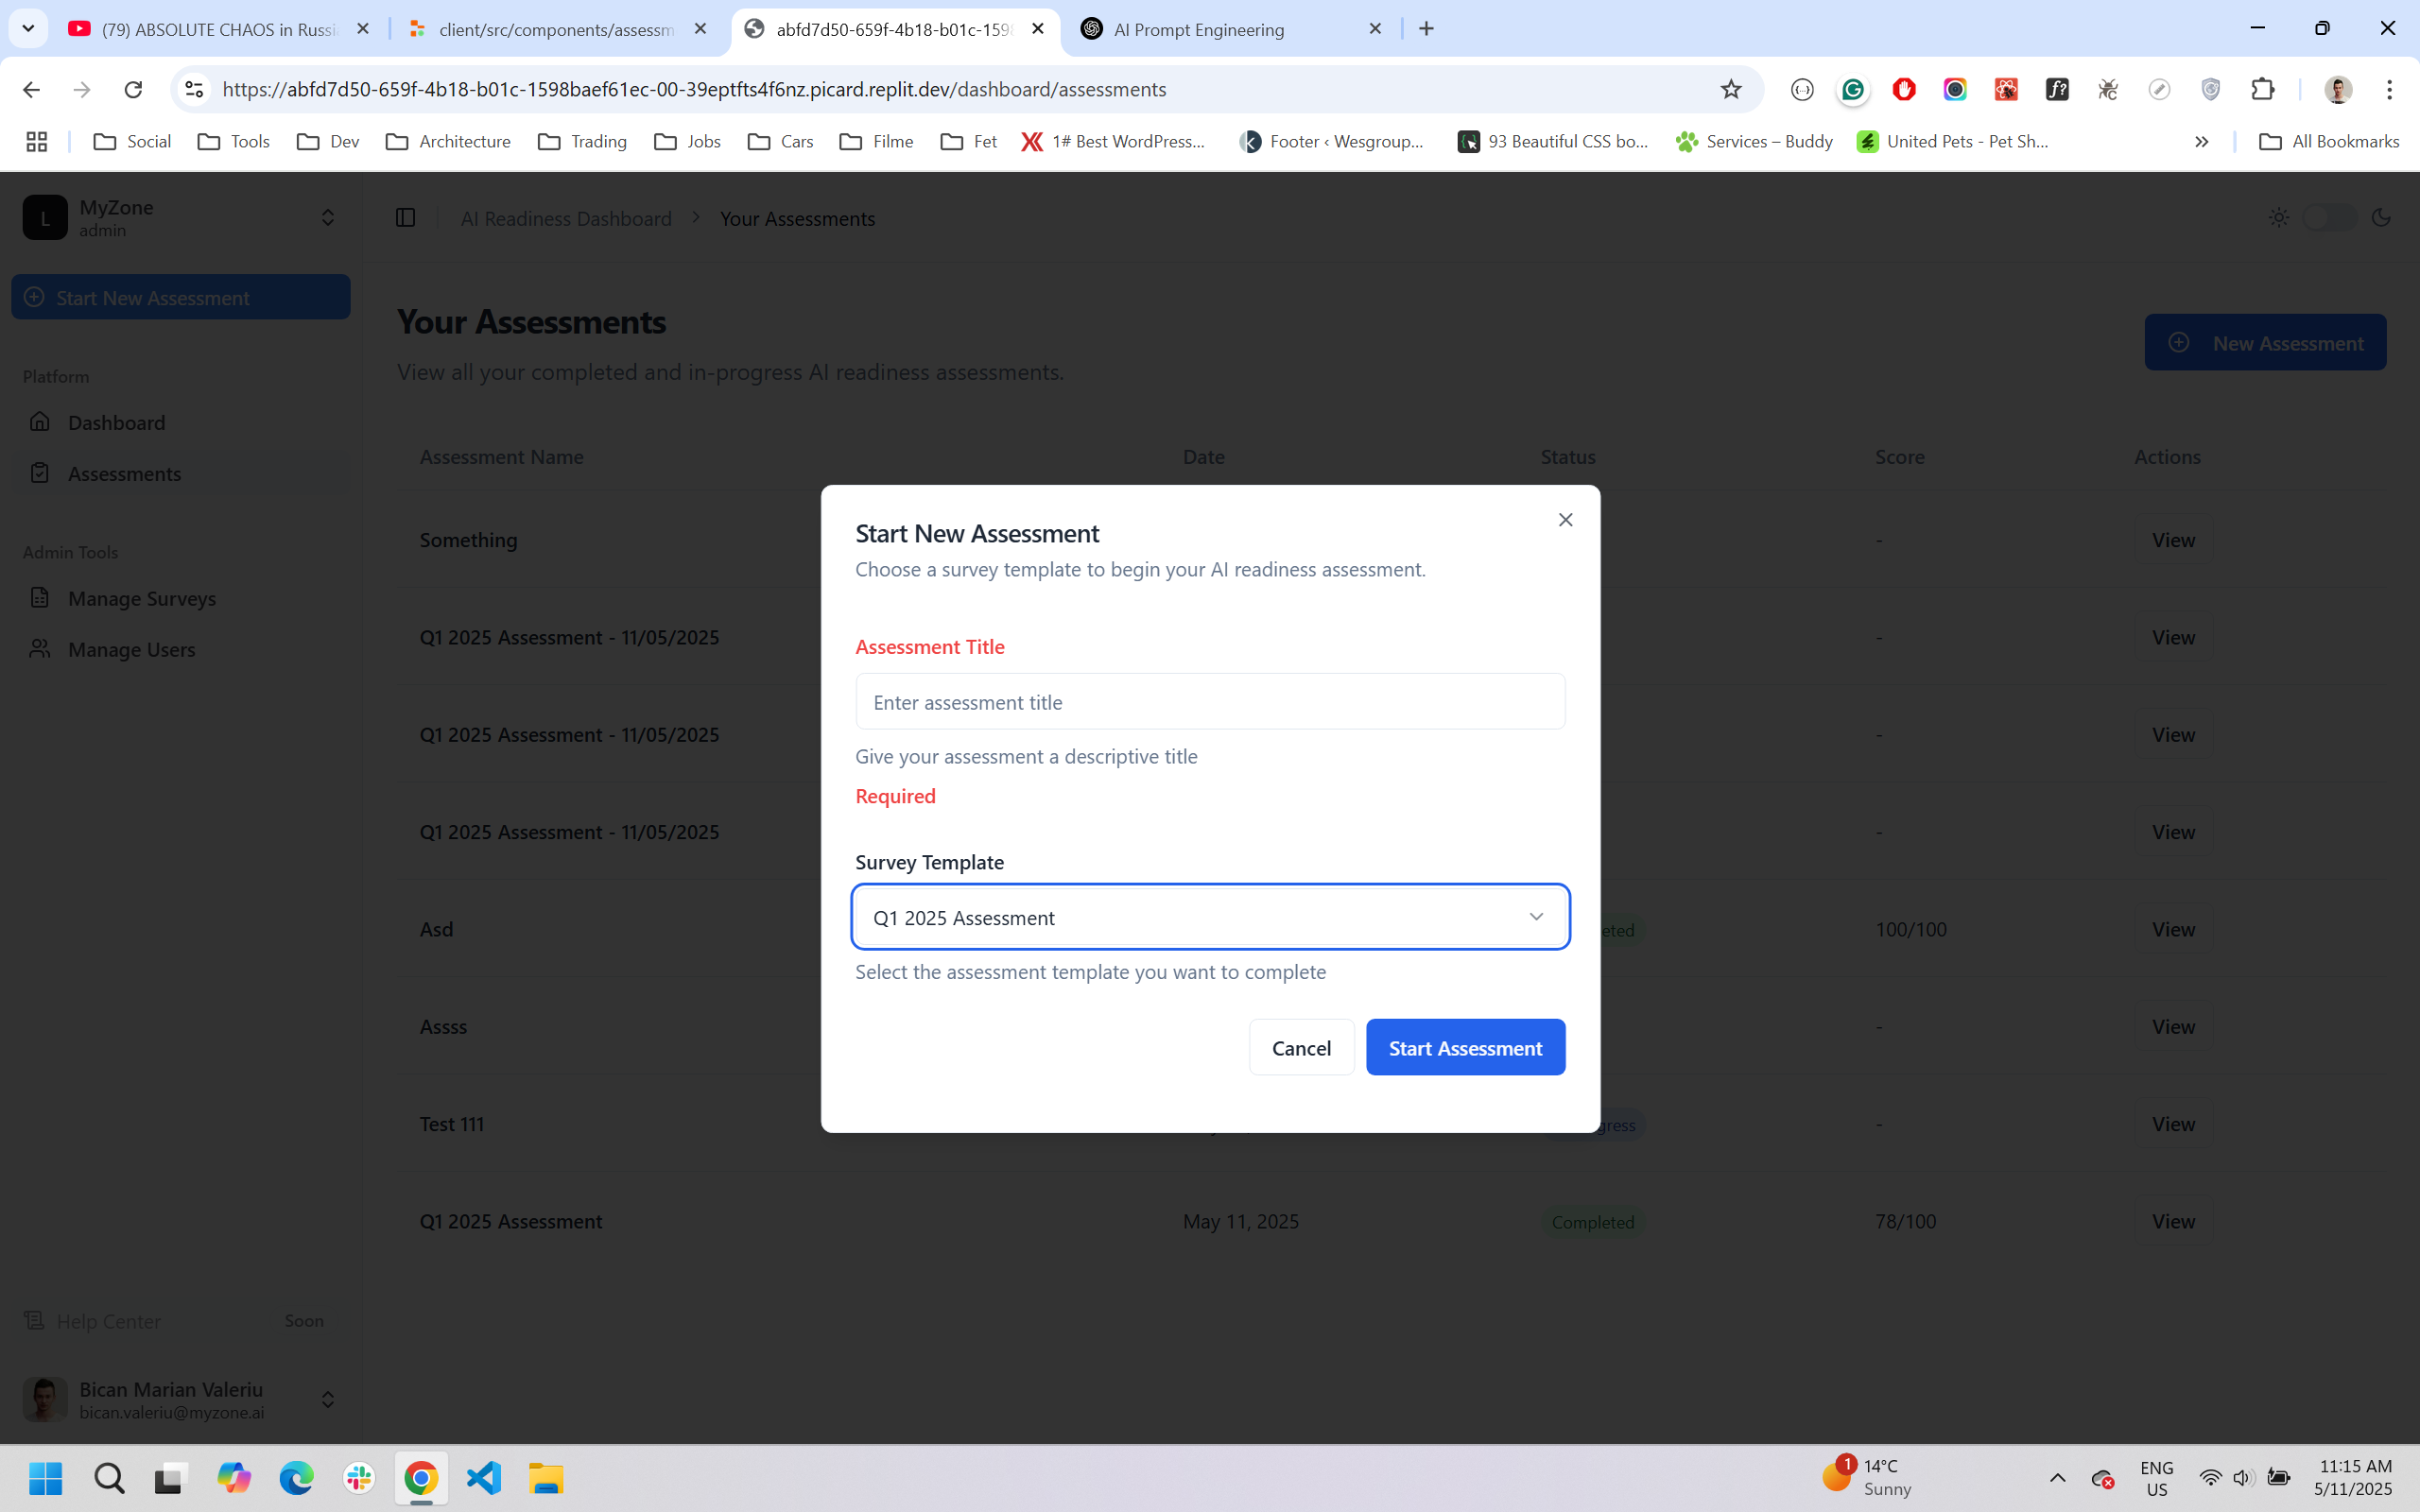 (79) ABSOLUTE CHAOS in Russi
client/src/components/assessm
abfd7d50-659f-4b18-b01c-159
AI Prompt Engineering
https://abfd7d50-659f-4b18-b01c-1598baef61ec-00-39eptfts4f6nz.picard.replit.dev/dashboard/assessments
Social
Tools
Dev
Architecture
Trading
Jobs
Cars
Filme
Fet
1# Best WordPress...
Footer ‹ Wesgroup...
93 Beautiful CSS bo...
Services – Buddy
United Pets - Pet Sh...
All Bookmarks
L
MyZone
admin
AI Readiness Dashboard
Your Assessments
Start New Assessment
Your Assessments
View all your completed and in-progress AI readiness assessments.
New Assessment
Platform
Dashboard
Assessments
Admin Tools
Manage Surveys
Manage Users
Assessment Name Date Status Score Actions
Something - View
Q1 2025 Assessment - 11/05/2025 - View
Q1 2025 Assessment - 11/05/2025 - View
Q1 2025 Assessment - 11/05/2025 - View
Asd eted 100/100 View
Assss - View
Test 111 gress - View
Q1 2025 Assessment May 11, 2025 Completed 78/100 View
Start New Assessment
Choose a survey template to begin your AI readiness assessment.
Assessment Title
Enter assessment title
Give your assessment a descriptive title
Required
Survey Template
Q1 2025 Assessment
Select the assessment template you want to complete
Cancel
Start Assessment
Help Center
Soon
Bican Marian Valeriu
bican.valeriu@myzone.ai
1
14°C
Sunny
ENG
US
11:15 AM
5/11/2025